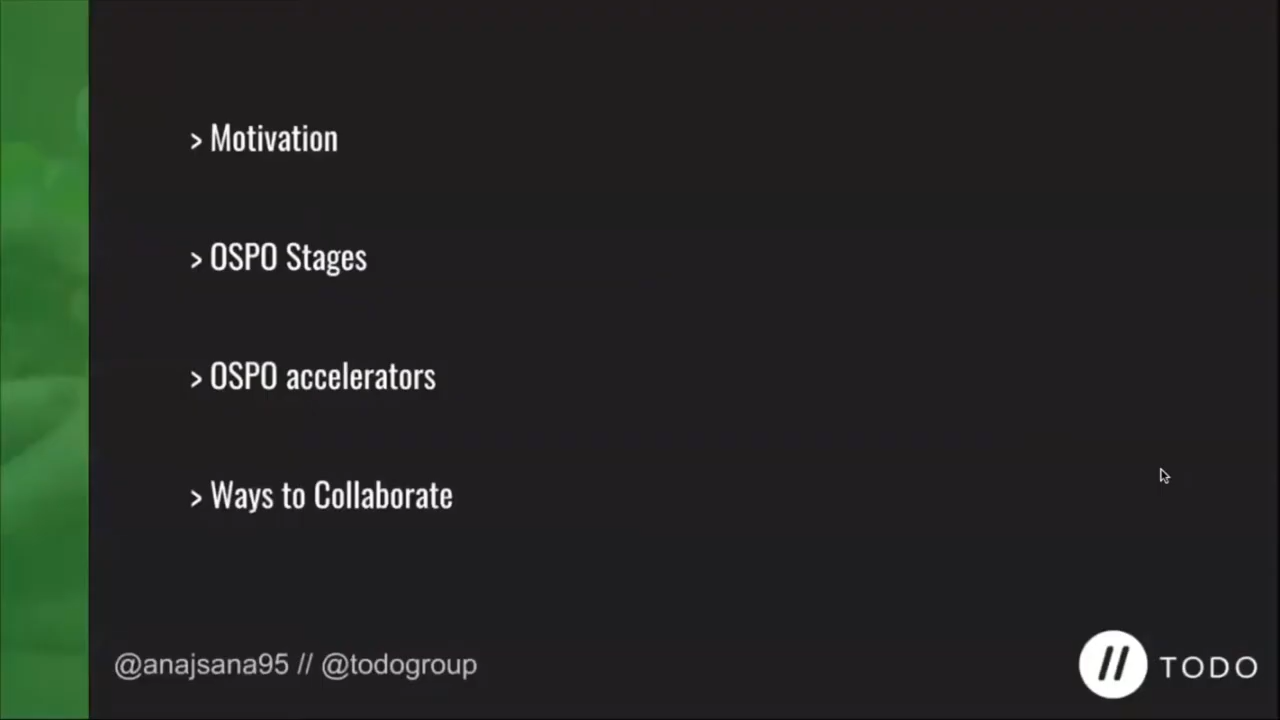 > Motivation
> OSPO Stages
> OSPO accelerators
> Ways to Collaborate
@anajsana95 // @todogroup
// TODO